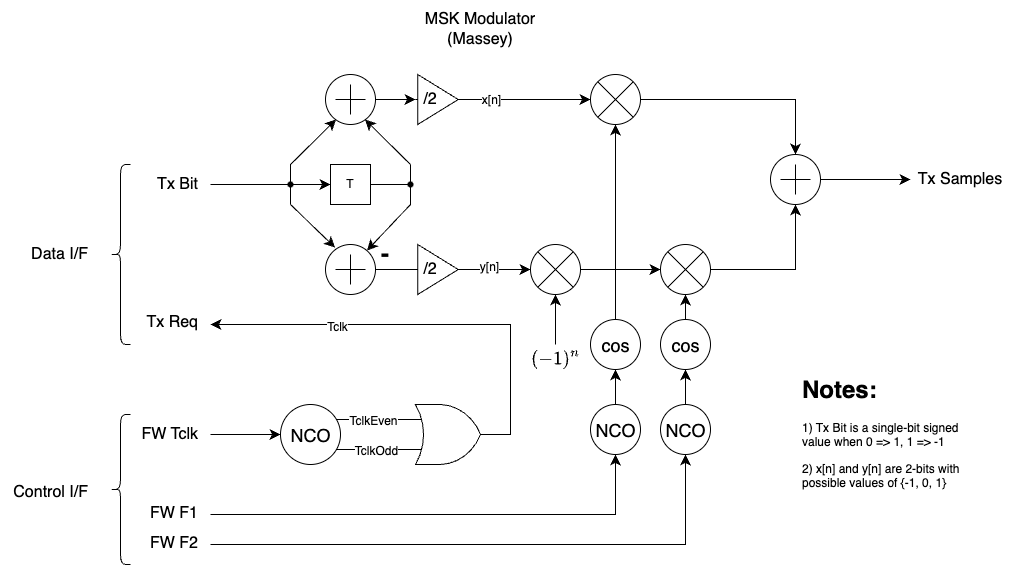 MSK Modulator
(Massey)
/2
x[n]
Tx Bit
T
Tx Samples
Data I/F
-
/2
y[n]
Tx Req
Tclk
(−1)ⁿ
cos
cos
Notes:
1) Tx Bit is a single-bit signed
value when 0 => 1, 1 => -1
2) x[n] and y[n] are 2-bits with
possible values of {-1, 0, 1}
FW Tclk
NCO
TclkEven
TclkOdd
NCO
NCO
Control I/F
FW F1
FW F2